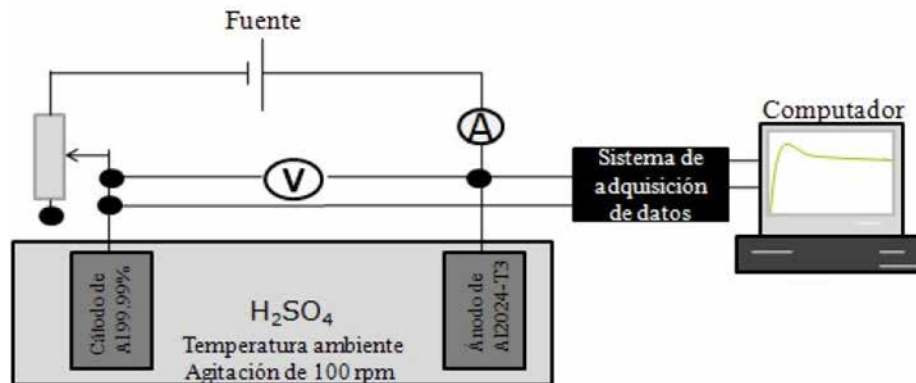 Fuente
Computador
A
V
Sistema de
adquisición
de datos
Cátodo de
Al99.99%
H₂SO₄
Temperatura ambiente
Agitación de 100 rpm
Ánodo de
Al2024-T3